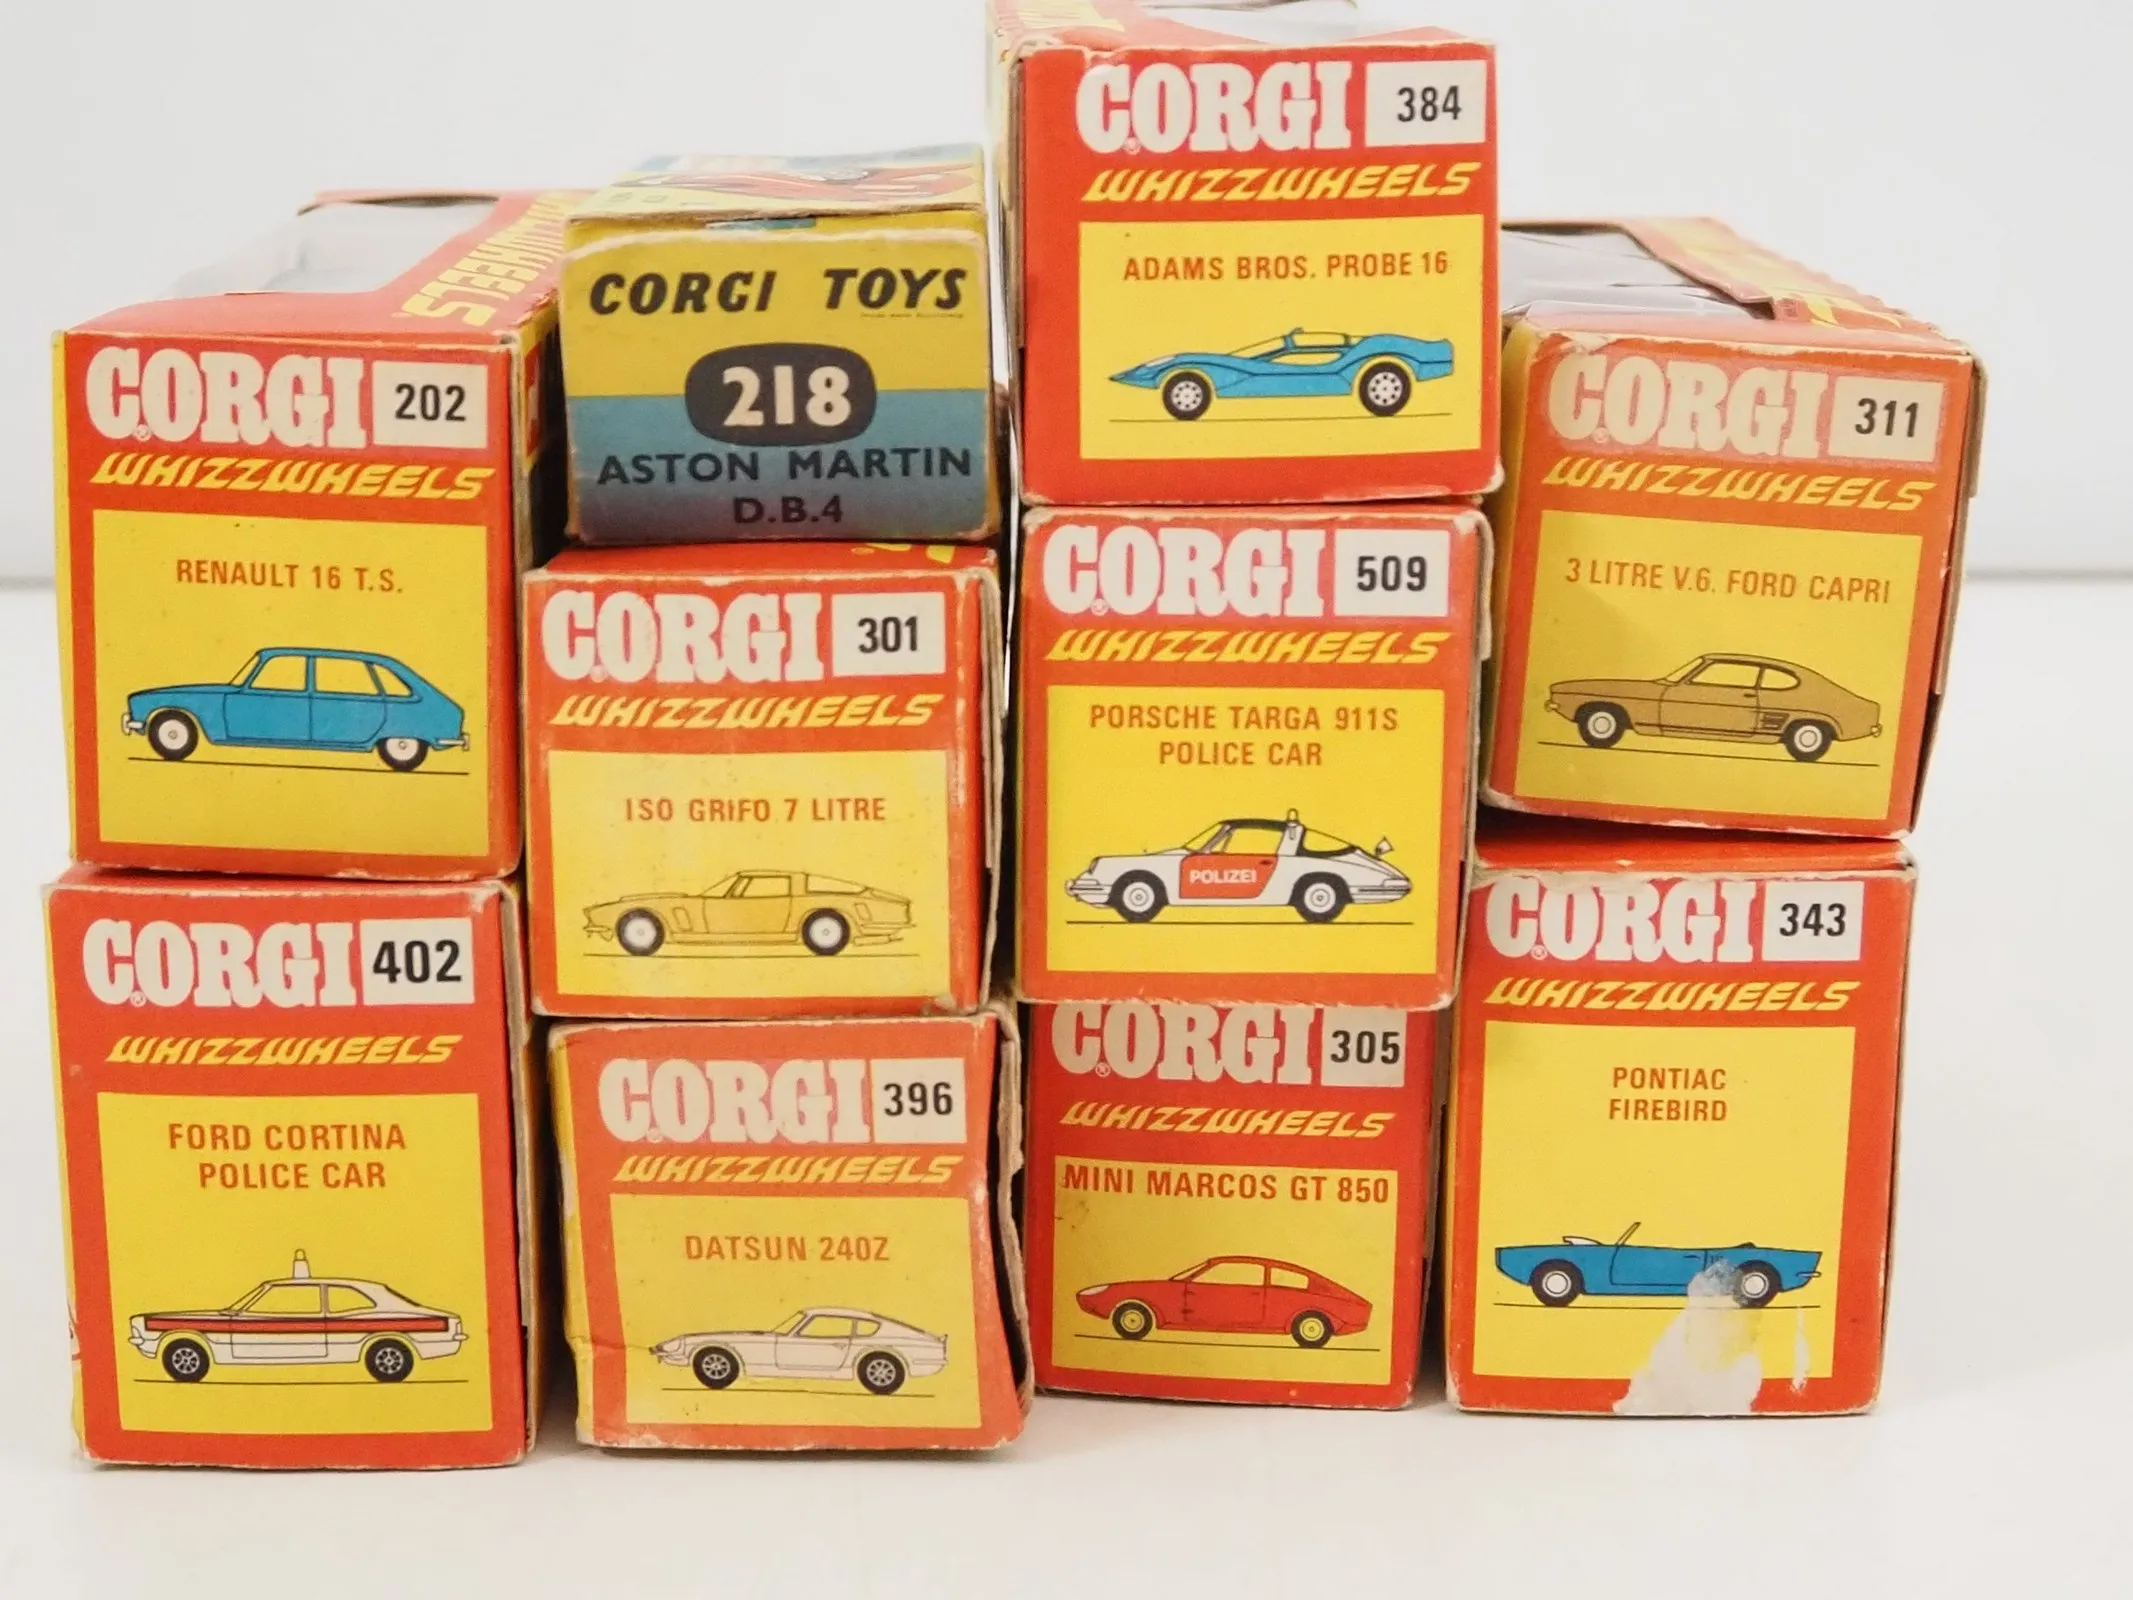 CORGI 384
WHIZZWHEELS
ADAMS BROS. PROBE 16
CORGI TOYS
218
ASTON MARTIN
D.B.4
WHIZZWHEELS
CORGI 202
WHIZZWHEELS
RENAULT 16 T.S.
CORGI 311
WHIZZWHEELS
3 LITRE V.6. FORD CAPRI
CORGI 301
WHIZZWHEELS
ISO GRIFO 7 LITRE
CORGI 509
WHIZZWHEELS
PORSCHE TARGA 911S
POLICE CAR
POLIZEI
CORGI 402
WHIZZWHEELS
FORD CORTINA
POLICE CAR
CORGI 396
WHIZZWHEELS
DATSUN 240Z
CORGI 305
WHIZZWHEELS
MINI MARCOS GT 850
CORGI 343
WHIZZWHEELS
PONTIAC
FIREBIRD